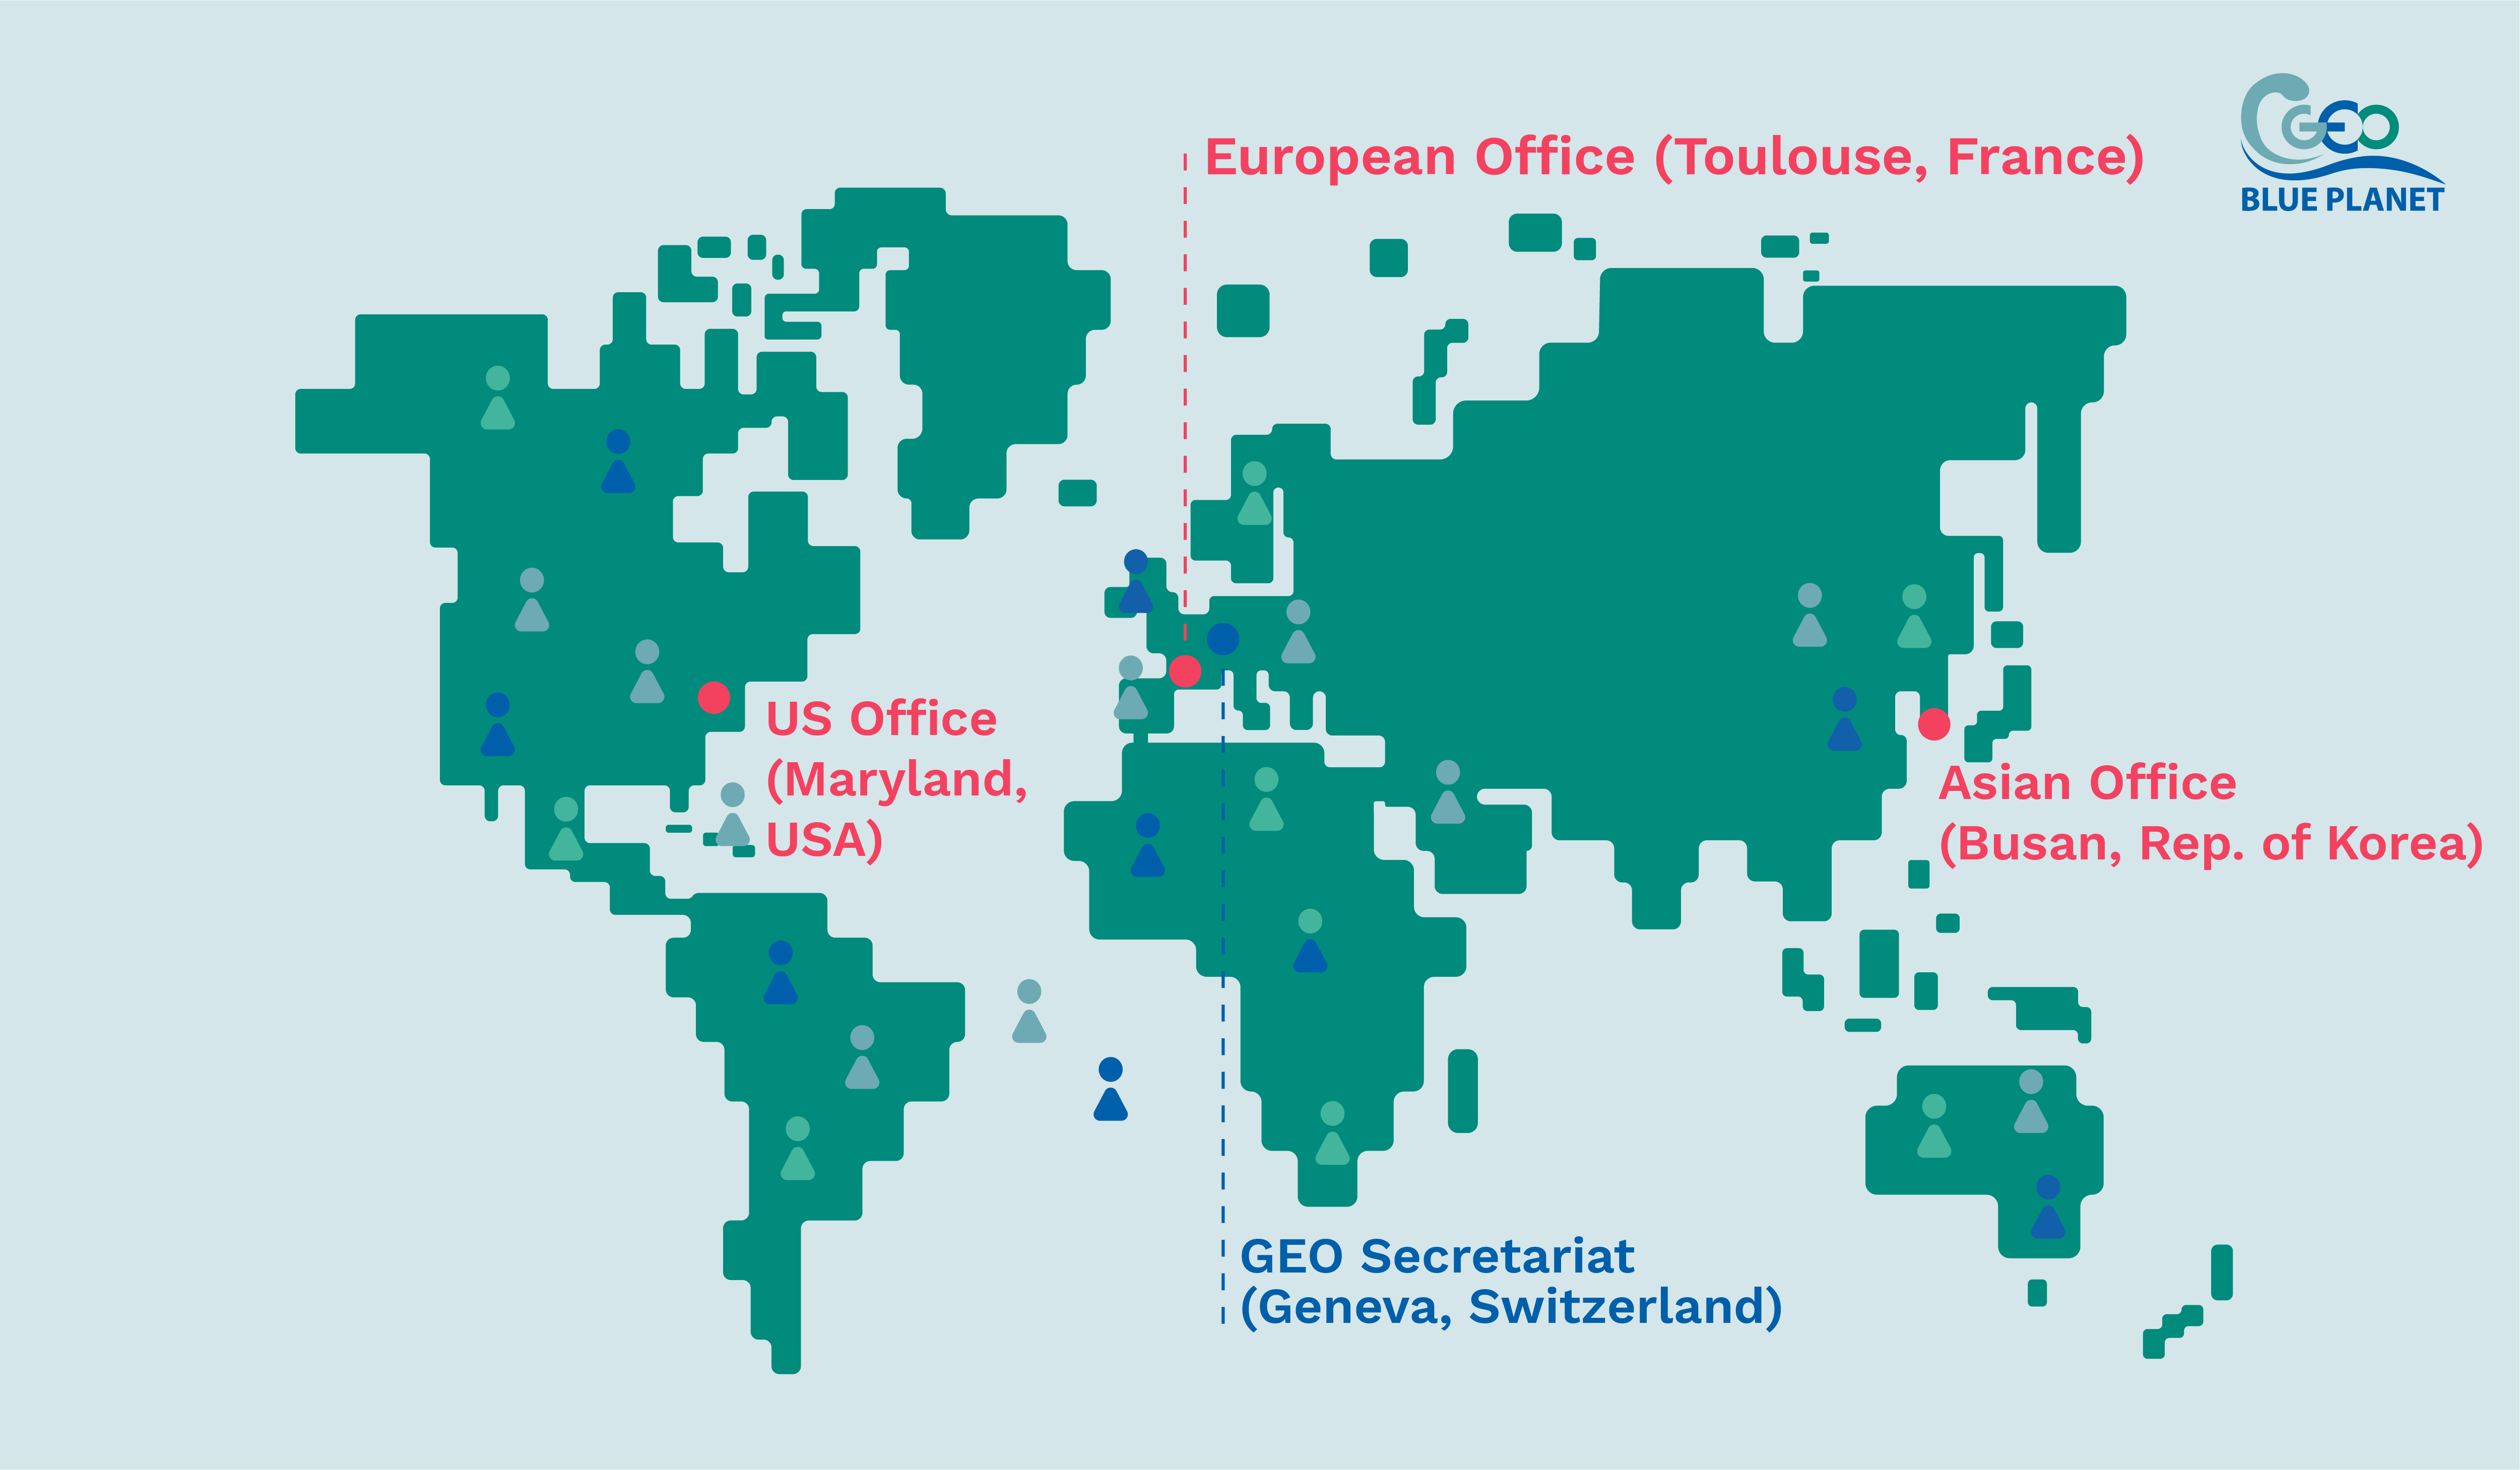 European Office (Toulouse, France)
GEO
BLUE PLANET
US Office
(Maryland,
USA)
Asian Office
(Busan, Rep. of Korea)
GEO Secretariat
(Geneva, Switzerland)